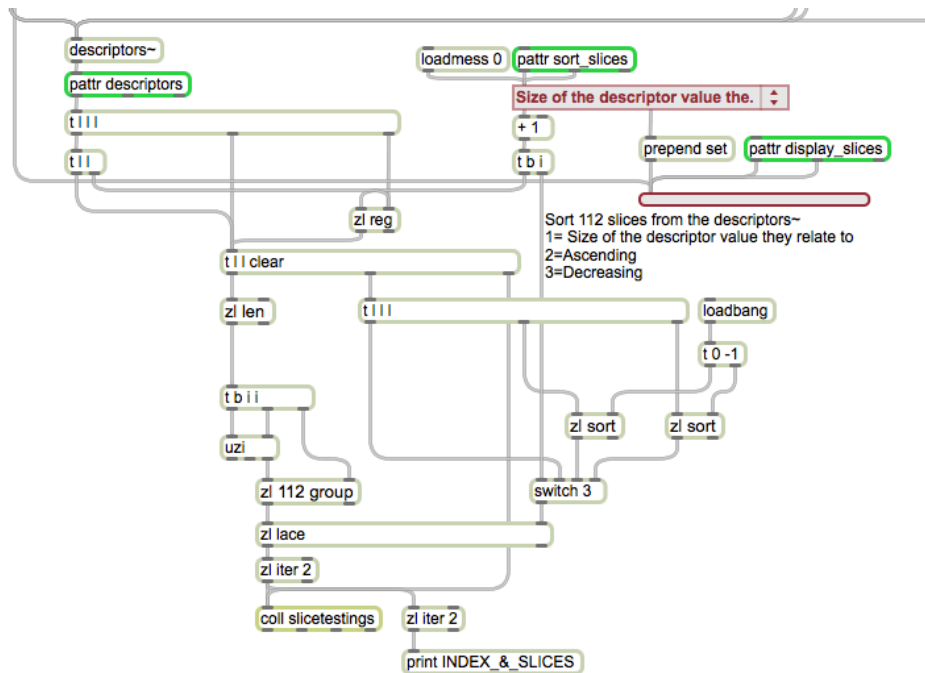 descriptors~
loadmess 0
pattr sort_slices
pattr descriptors
Size of the descriptor value the.
t l l l
+ 1
prepend set
pattr display_slices
t l l
t b i
zl reg
Sort 112 slices from the descriptors~
1= Size of the descriptor value they relate to
2=Ascending
3=Decreasing
t l l clear
zl len
t l l l
loadbang
t 0 -1
t b i i
zl sort
zl sort
uzi
zl 112 group
switch 3
zl lace
zl iter 2
coll slicetestings
zl iter 2
print INDEX_&_SLICES